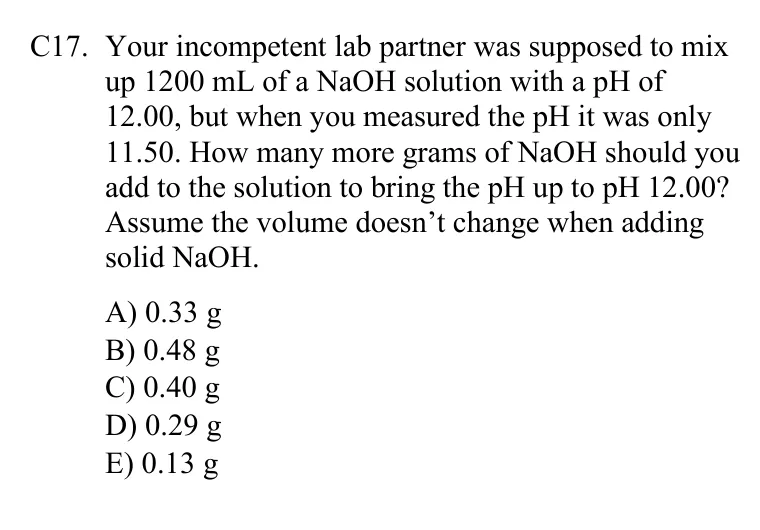 C17. Your incompetent lab partner was supposed to mix
up 1200 mL of a NaOH solution with a pH of
12.00, but when you measured the pH it was only
11.50. How many more grams of NaOH should you
add to the solution to bring the pH up to pH 12.00?
Assume the volume doesn’t change when adding
solid NaOH.
A) 0.33 g
B) 0.48 g
C) 0.40 g
D) 0.29 g
E) 0.13 g